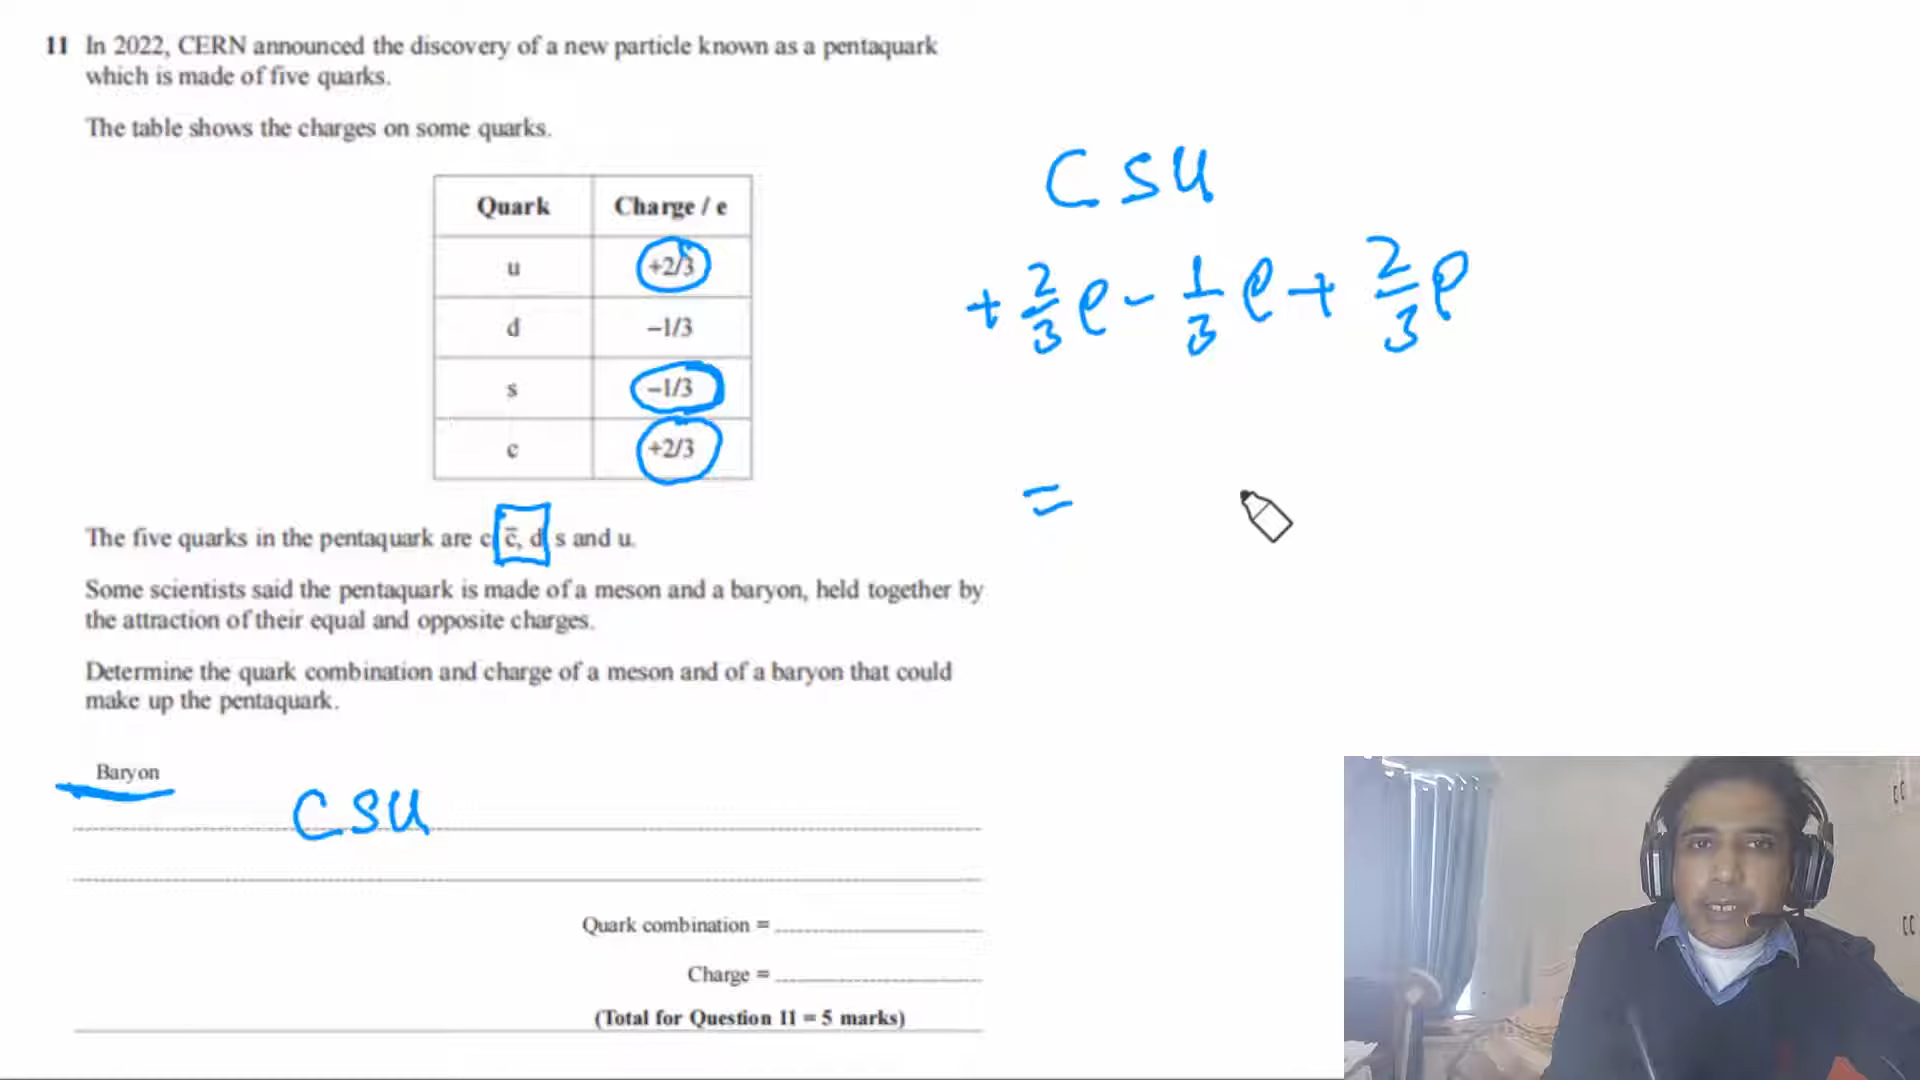 11 In 2022, CERN announced the discovery of a new particle known as a pentaquark
which is made of five quarks.
The table shows the charges on some quarks.
Quark Charge / e
u +2/3
d –1/3
s –1/3
c +2/3
The five quarks in the pentaquark are c, c̄, d, s and u.
Some scientists said the pentaquark is made of a meson and a baryon, held together by
the attraction of their equal and opposite charges.
Determine the quark combination and charge of a meson and of a baryon that could
make up the pentaquark.
Baryon
csu
Quark combination =
Charge =
(Total for Question 11 = 5 marks)
csu
+ 2/3 e - 1/3 e + 2/3 e
=